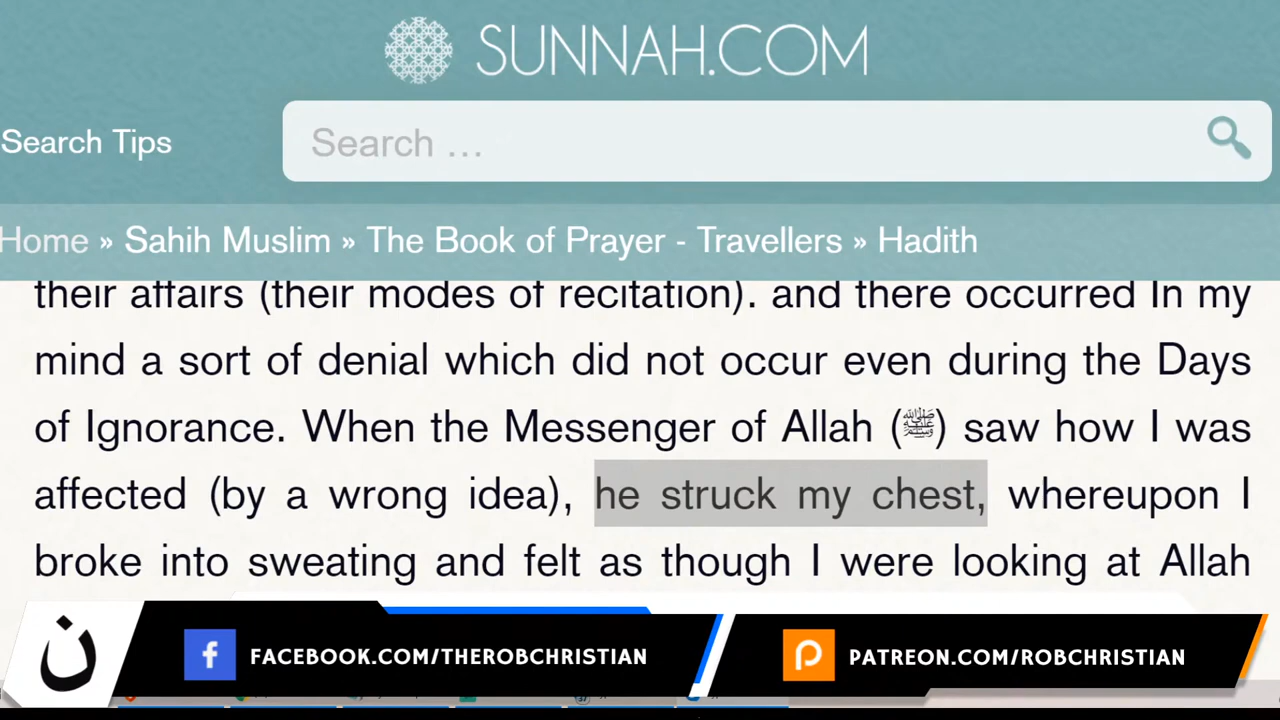 SUNNAH.COM
Search Tips
Search ...
Home » Sahih Muslim » The Book of Prayer - Travellers » Hadith
their affairs (their modes of recitation). and there occurred In my
mind a sort of denial which did not occur even during the Days
of Ignorance. When the Messenger of Allah (ﷺ) saw how I was
affected (by a wrong idea), he struck my chest, whereupon I
broke into sweating and felt as though I were looking at Allah
ن
FACEBOOK.COM/THEROBCHRISTIAN
PATREON.COM/ROBCHRISTIAN